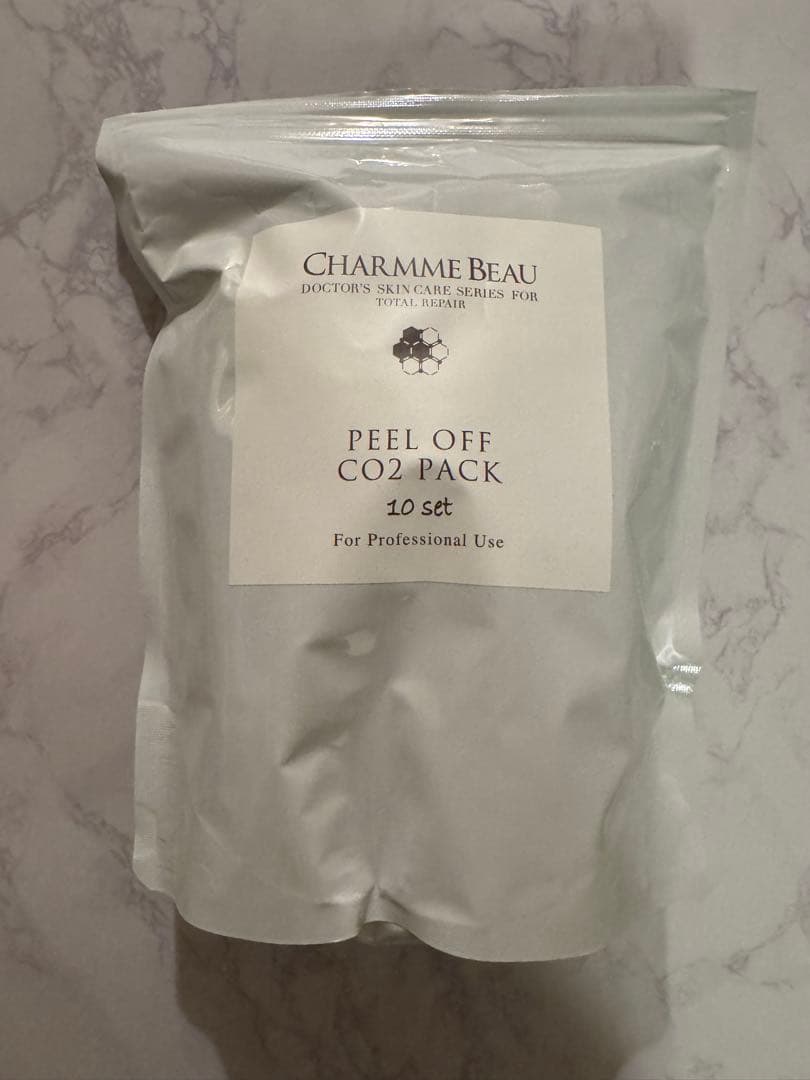 CHARMME BEAU
DOCTOR'S SKIN CARE SERIES FOR
TOTAL REPAIR
PEEL OFF
CO2 PACK
10 set
For Professional Use